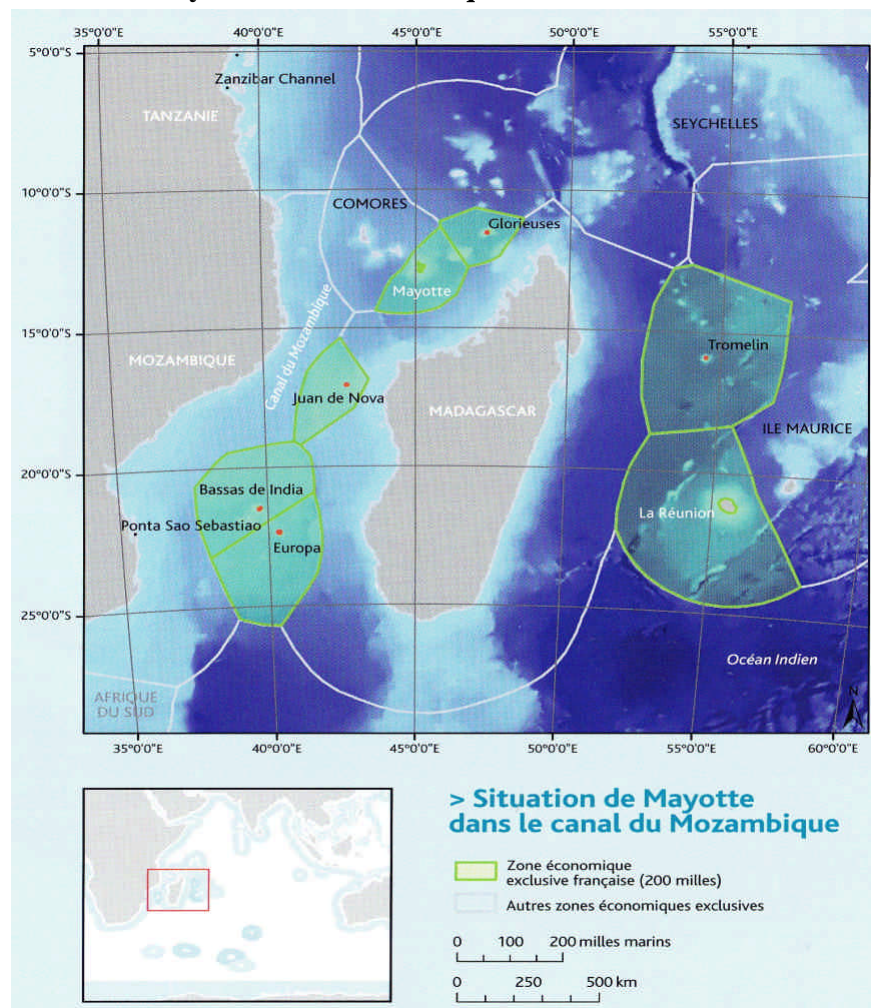 35°0'0"E 40°0'0"E 45°0'0"E 50°0'0"E 55°0'0"E
5°0'0"S
Zanzibar Channel
TANZANIE
SEYCHELLES
10°0'0"S
COMORES
Glorieuses
Mayotte
Canal du Mozambique
15°0'0"S
MOZAMBIQUE
Tromelin
Juan de Nova
MADAGASCAR
ILE MAURICE
20°0'0"S
Bassas de India
La Réunion
Ponta Sao Sebastiao
Europa
25°0'0"S
Océan Indien
AFRIQUE
DU SUD
N
35°0'0"E 40°0'0"E 45°0'0"E 50°0'0"E 55°0'0"E 60°0'0"E
> Situation de Mayotte
dans le canal du Mozambique
Zone économique
exclusive française (200 milles)
Autres zones économiques exclusives
0 100 200 milles marins
0 250 500 km